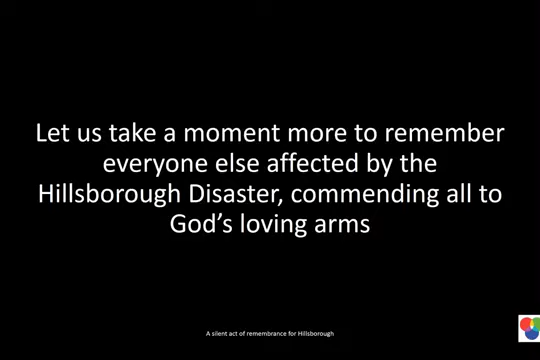 Let us take a moment more to remember
everyone else affected by the
Hillsborough Disaster, commending all to
God’s loving arms
A silent act of remembrance for Hillsborough